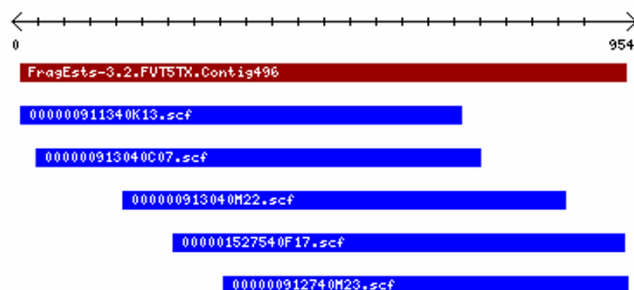 0 954
FragEsts-3.2.FVT5TX.Contig496
000000911340K13.scf
000000913040C07.scf
000000913040M22.scf
000001527540F17.scf
000000912740M23.scf